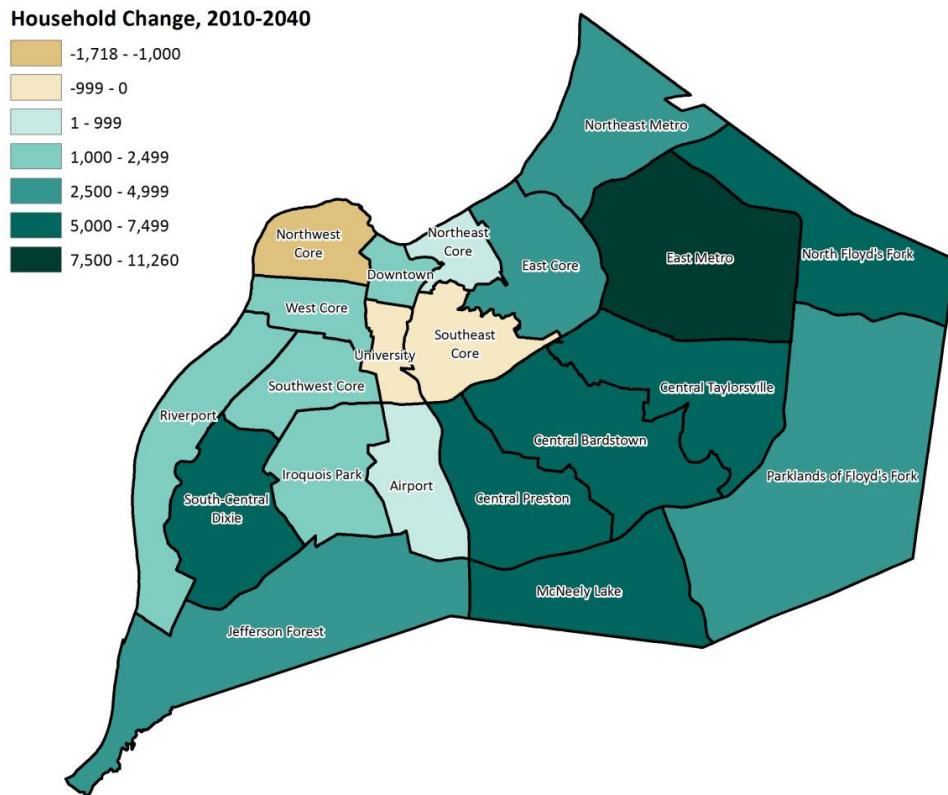 Household Change, 2010-2040
-1,718 - -1,000
-999 - 0
1 - 999
1,000 - 2,499
2,500 - 4,999
5,000 - 7,499
7,500 - 11,260
Northeast Metro
Northwest
Core
Northeast
Core
Downtown
East Core
East Metro
North Floyd's Fork
West Core
University
Southeast
Core
Southwest Core
Riverport
Central Taylorsville
Central Bardstown
Iroquois Park
Airport
Parklands of Floyd's Fork
South-Central
Dixie
Central Preston
McNeely Lake
Jefferson Forest